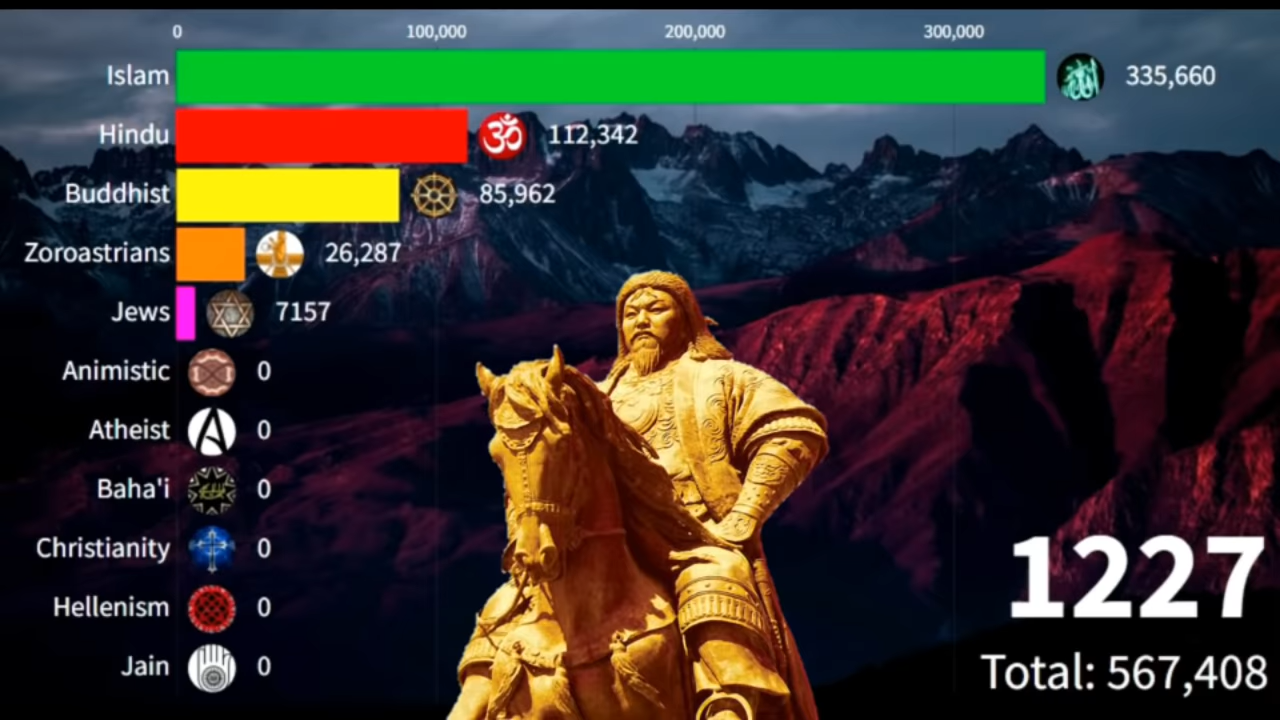 0 100,000 200,000 300,000
Islam 335,660
Hindu ॐ 112,342
Buddhist 85,962
Zoroastrians 26,287
Jews 7157
Animistic 0
Atheist 0
Baha'i 0
Christianity 0
Hellenism 0
Jain 0
1227
Total: 567,408